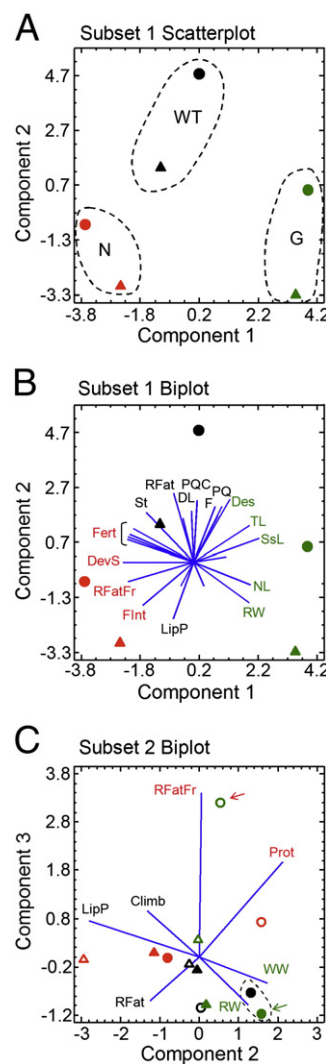 A Subset 1 Scatterplot
4.7
WT
2.7
Component 2
0.7
-1.3
N
G
-3.3
-3.8 -1.8 0.2 2.2 4.2
Component 1
B Subset 1 Biplot
4.7
Component 2
2.7
RFat PQC
DL F PQ Des
St
TL
Fert
SsL
0.7
DevS
RFatFr
NL
-1.3
FInt
RW
LipP
-3.3
-3.8 -1.8 0.2 2.2 4.2
Component 1
C Subset 2 Biplot
3.8
RFatFr
2.8
Component 3
Prot
1.8
Climb
0.8
LipP
-0.2
WW
RFat
RW
-1.2
-3 -2 -1 0 1 2 3
Component 2